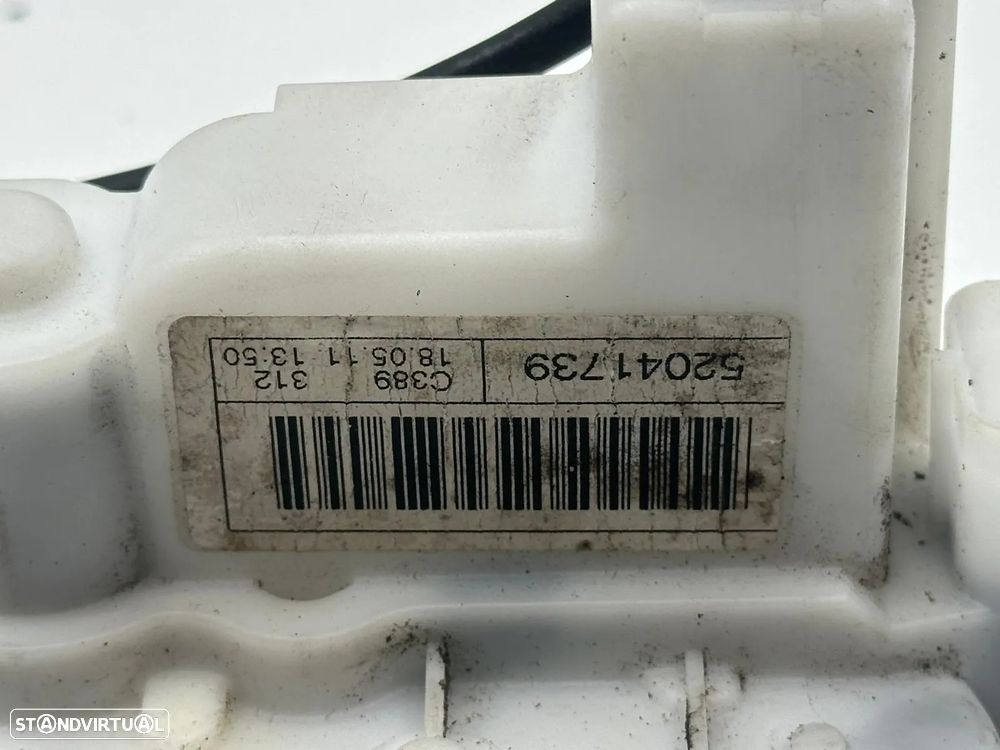 52041739
C389 312
18.05.11 13:50
STANDVIRTUAL